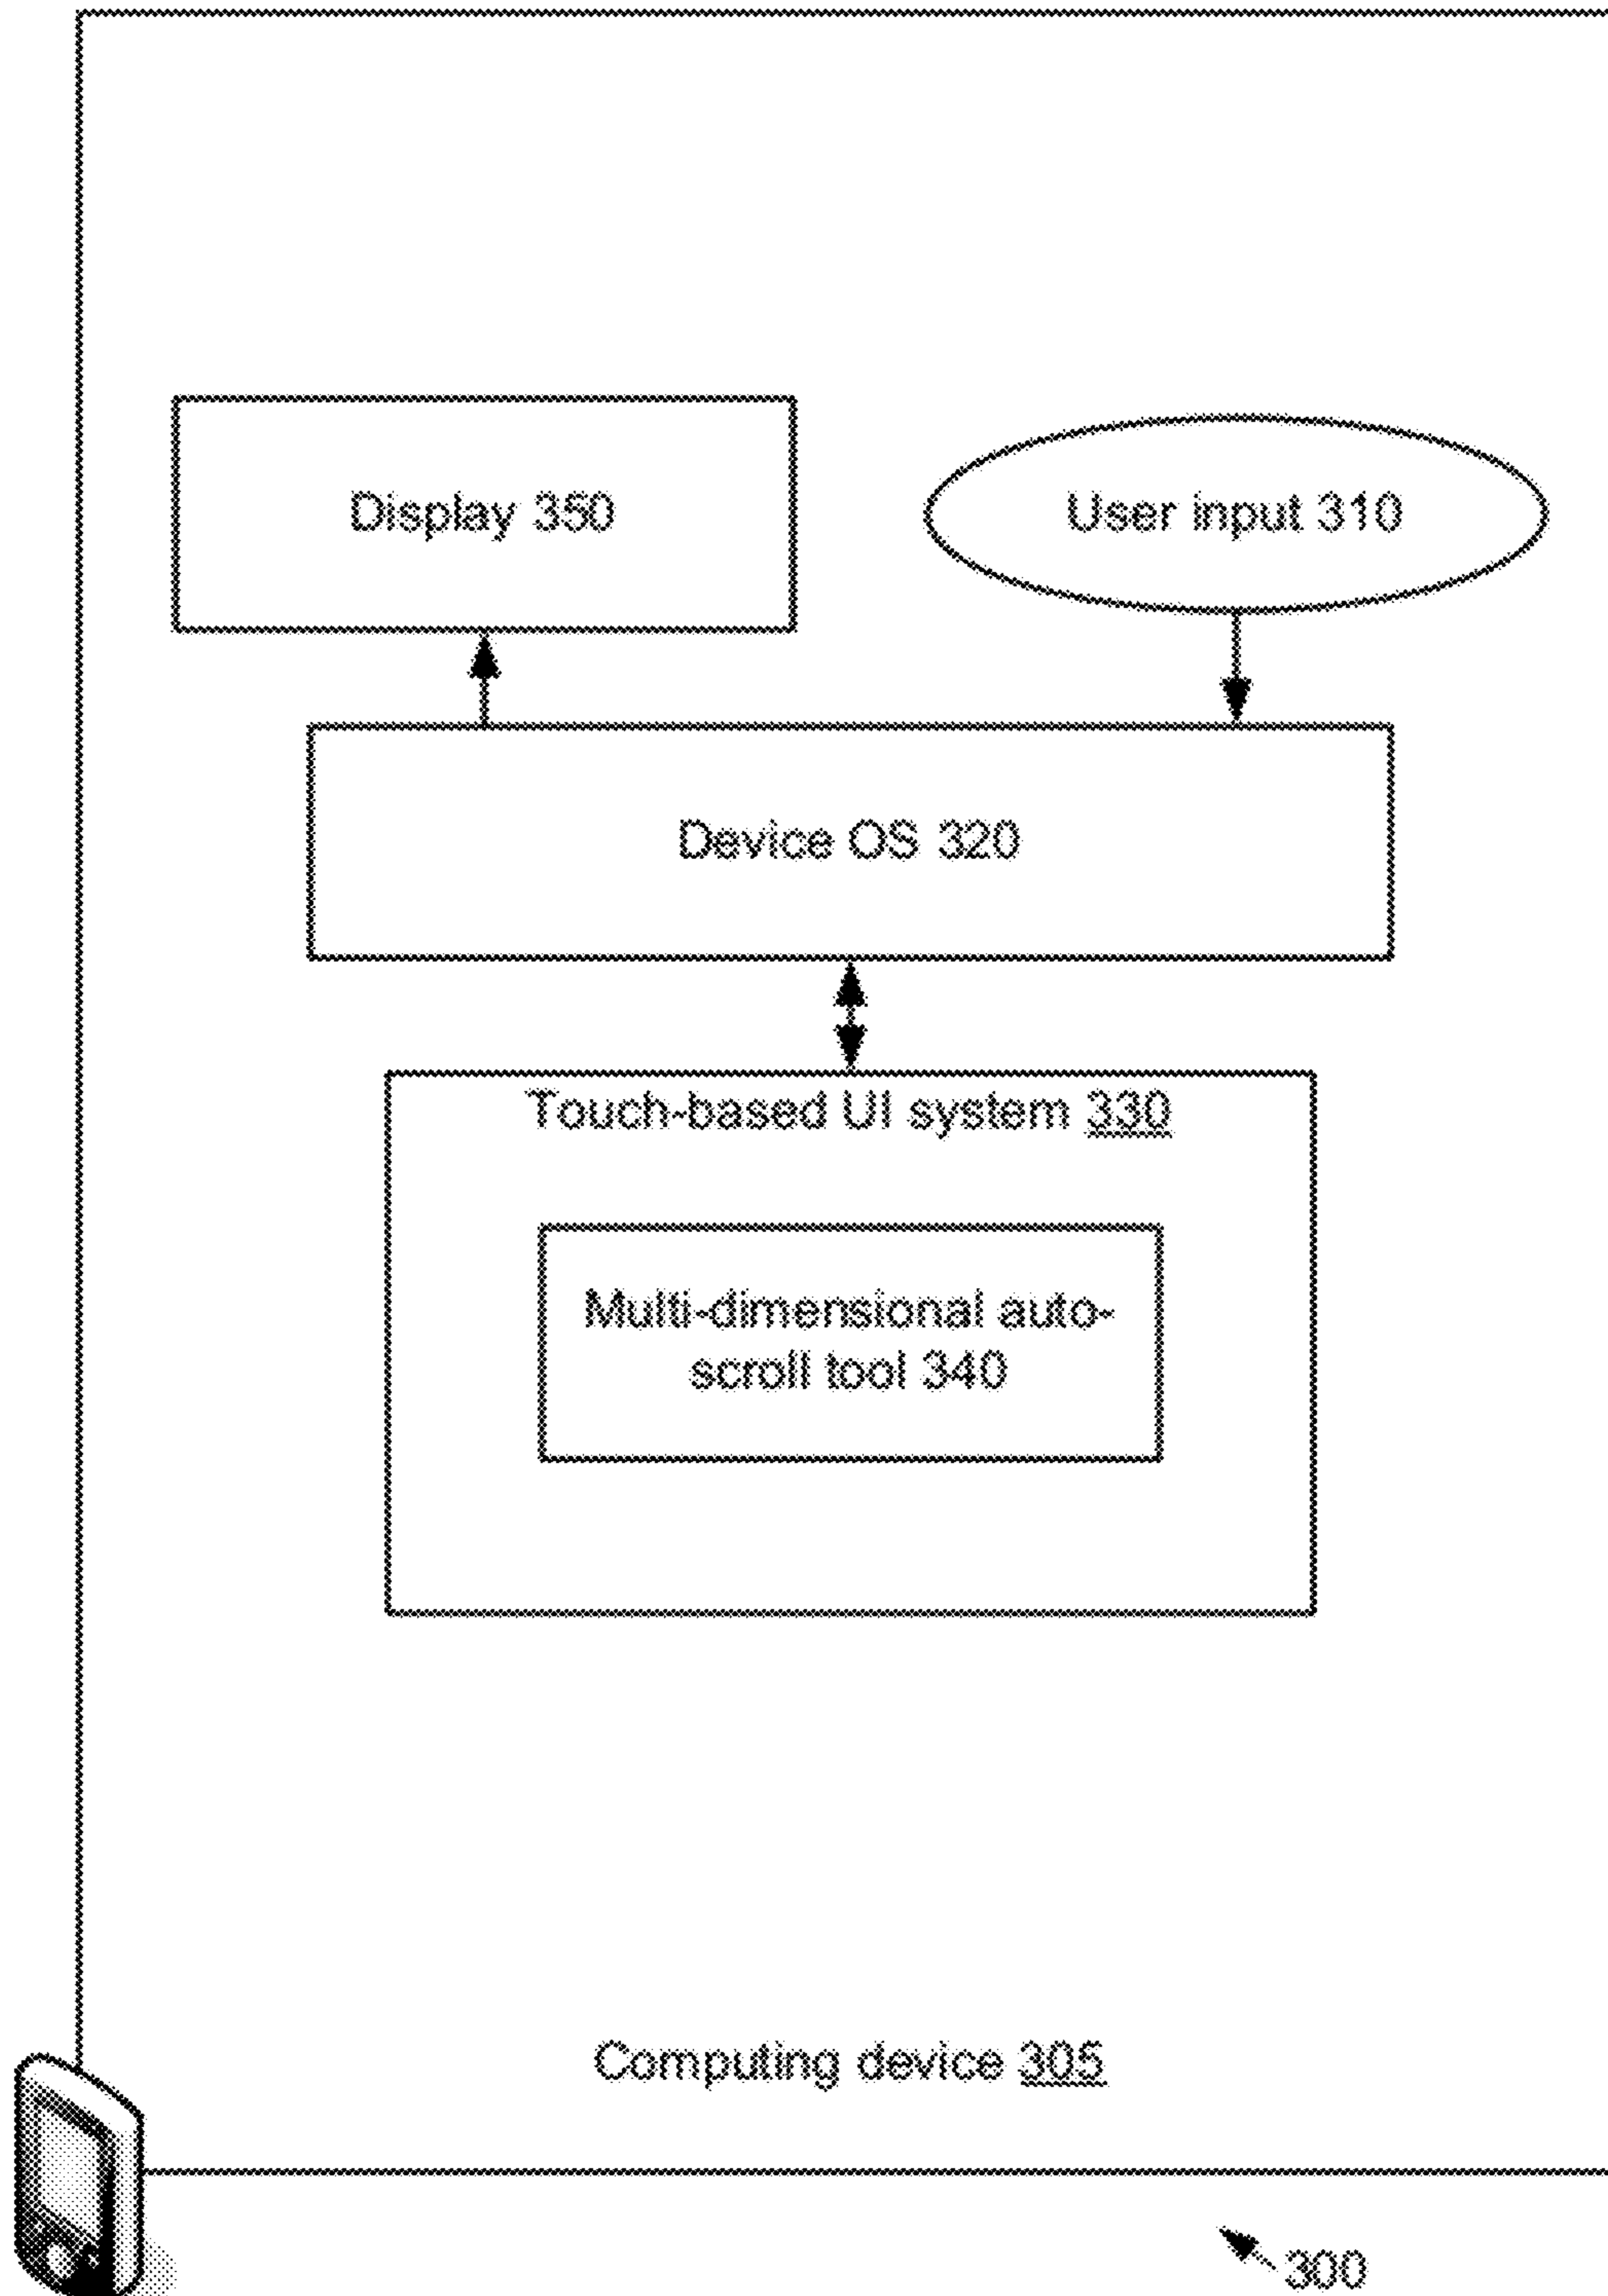 Display 350
User input 310
Device OS 320
Touch-based UI system 330
Multi-dimensional auto-
scroll tool 340
Computing device 305
300